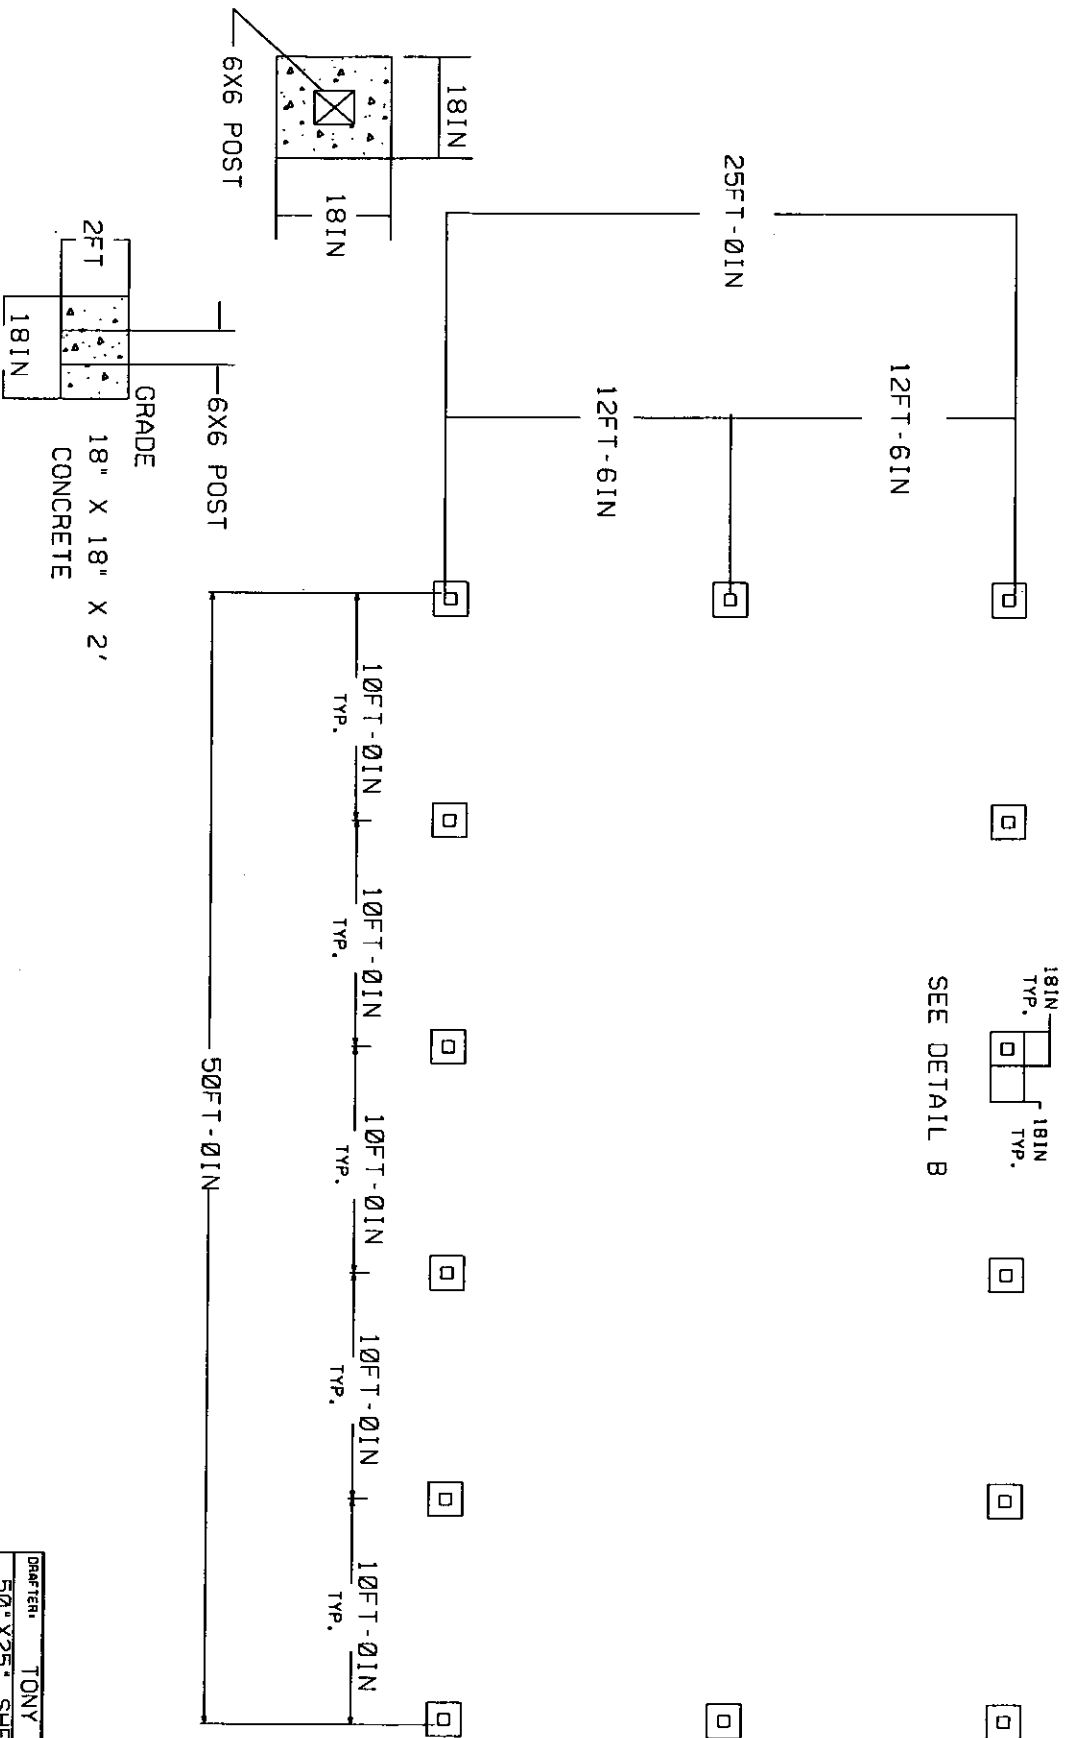 18IN
TYP.
18IN
TYP.
SEE DETAIL B
25FT-0IN
12FT-6IN
12FT-6IN
18IN
18IN
6X6 POST
2FT
18IN
6X6 POST
GRADE
18" X 18" X 2'
CONCRETE
10FT-0IN
TYP.
10FT-0IN
TYP.
10FT-0IN
TYP.
10FT-0IN
TYP.
10FT-0IN
TYP.
50FT-0IN
DRAFTER: TONY
50'X25'